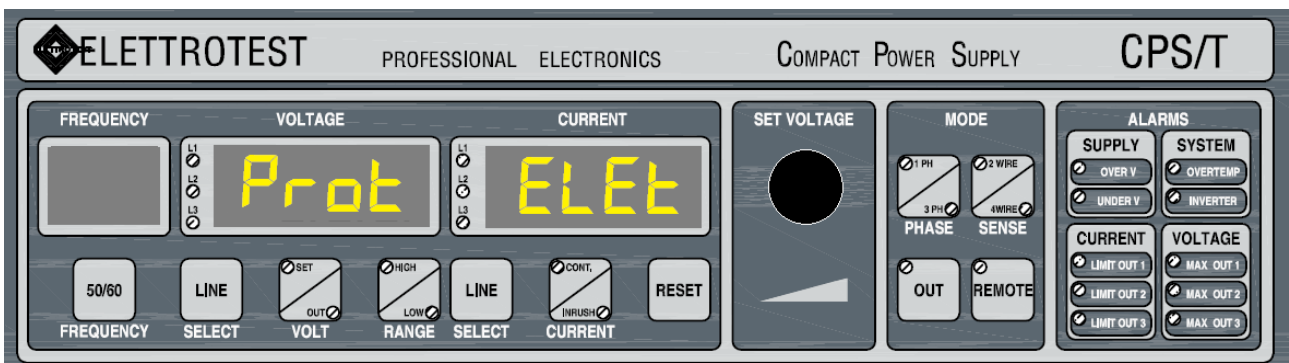 ELETTROTEST PROFESSIONAL ELECTRONICS COMPACT POWER SUPPLY CPS/T
FREQUENCY VOLTAGE CURRENT
L1
L2
L3
Prot
L1
L2
L3
ELEt
50/60
FREQUENCY
LINE
SELECT
SET
OUT
VOLT
HIGH
LOW
RANGE
LINE
SELECT
CONT,
INRUSH
CURRENT
RESET
SET VOLTAGE
MODE
1 PH
3 PH
PHASE
2 WIRE
4WIRE
SENSE
OUT
REMOTE
ALARMS
SUPPLY
OVER V
UNDER V
SYSTEM
OVERTEMP
INVERTER
CURRENT
LIMIT OUT 1
LIMIT OUT 2
LIMIT OUT 3
VOLTAGE
MAX OUT 1
MAX OUT 2
MAX OUT 3